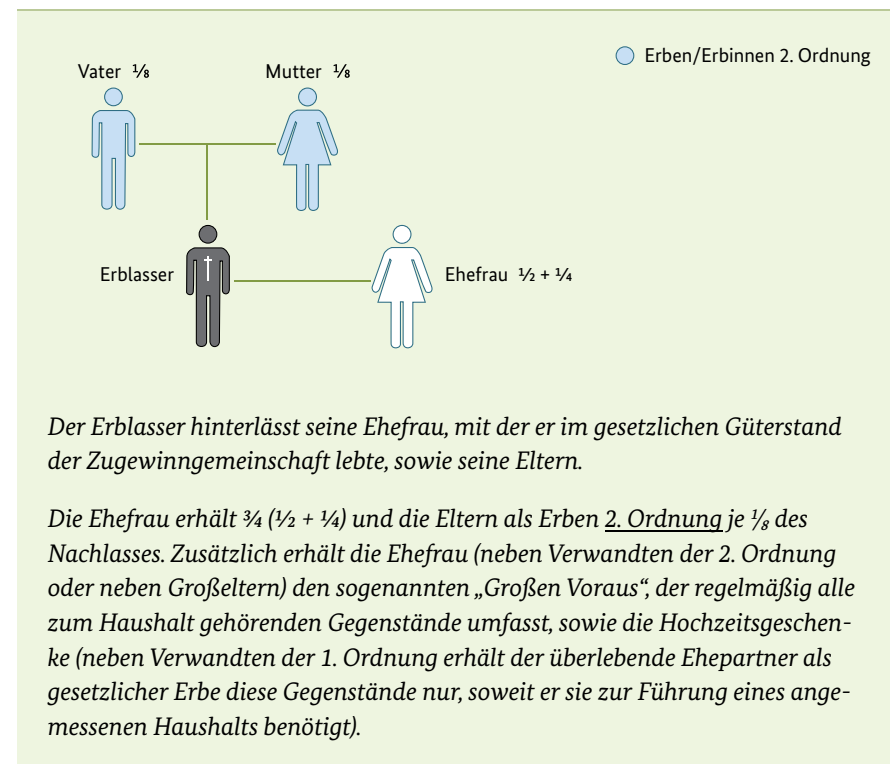 Erben/Erbinnen 2. Ordnung
Vater ⅛
Mutter ⅛
Erblasser
Ehefrau ½ + ¼
Der Erblasser hinterlässt seine Ehefrau, mit der er im gesetzlichen Güterstand
der Zugewinngemeinschaft lebte, sowie seine Eltern.
Die Ehefrau erhält ¾ (½ + ¼) und die Eltern als Erben 2. Ordnung je ⅛ des
Nachlasses. Zusätzlich erhält die Ehefrau (neben Verwandten der 2. Ordnung
oder neben Großeltern) den sogenannten „Großen Voraus“, der regelmäßig alle
zum Haushalt gehörenden Gegenstände umfasst, sowie die Hochzeitsgeschen-
ke (neben Verwandten der 1. Ordnung erhält der überlebende Ehepartner als
gesetzlicher Erbe diese Gegenstände nur, soweit er sie zur Führung eines ange-
messenen Haushalts benötigt).